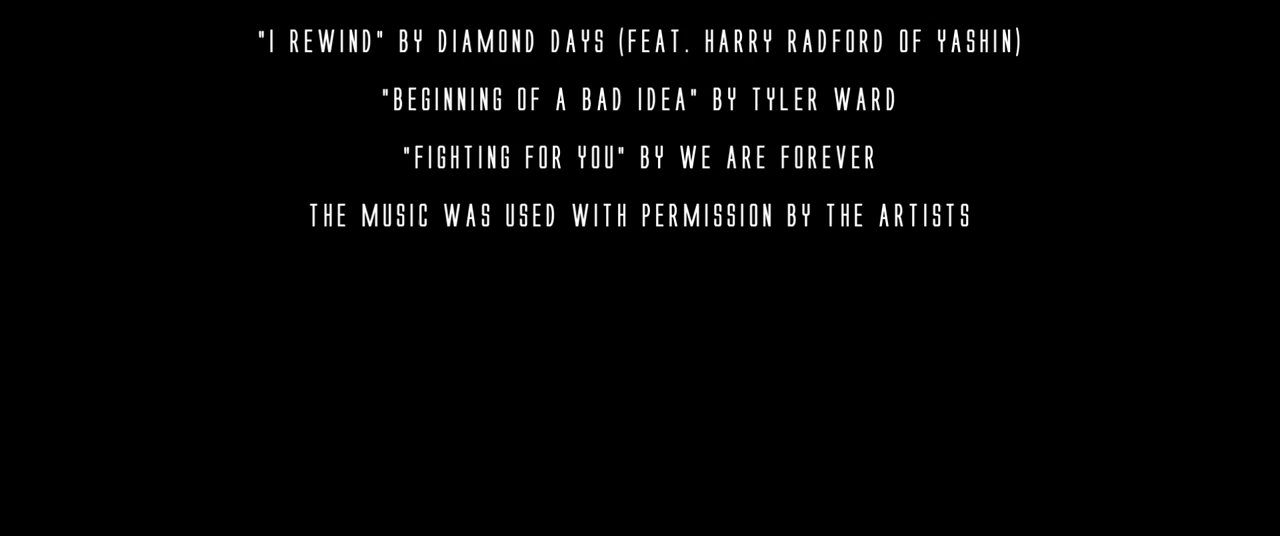 "I REWIND" BY DIAMOND DAYS (FEAT. HARRY RADFORD OF YASHIN)
"BEGINNING OF A BAD IDEA" BY TYLER WARD
"FIGHTING FOR YOU" BY WE ARE FOREVER
THE MUSIC WAS USED WITH PERMISSION BY THE ARTISTS